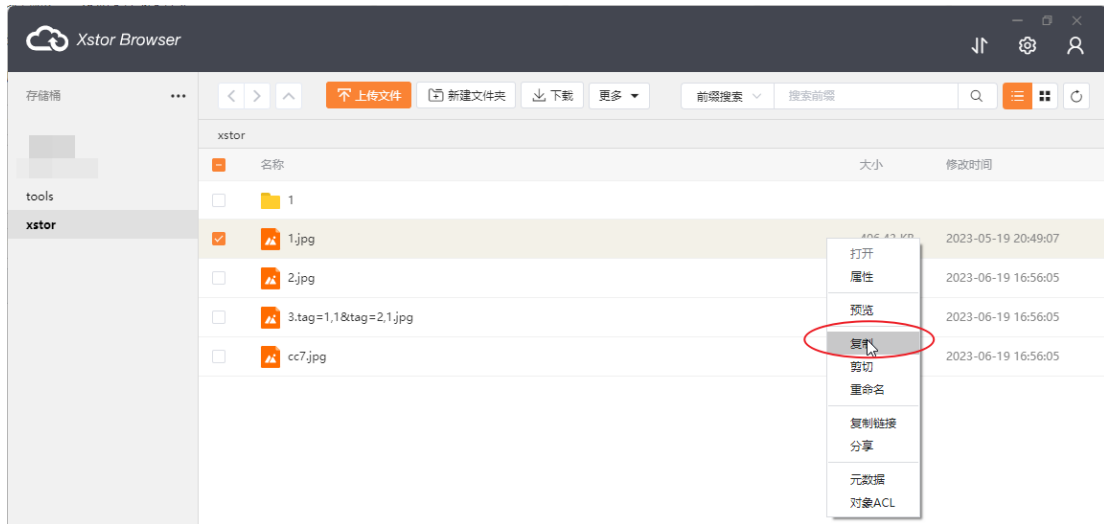 Xstor Browser
存储桶
上传文件 新建文件夹 下载 更多 前缀搜索 搜索前缀
xstor
名称 大小 修改时间
tools
1
xstor
1.jpg 2023-05-19 20:49:07
打开
2.jpg 属性 2023-06-19 16:56:05
预览
3.tag=1,1&tag=2,1.jpg 2023-06-19 16:56:05
复制
cc7.jpg 2023-06-19 16:56:05
剪切
重命名
复制链接
分享
元数据
对象ACL